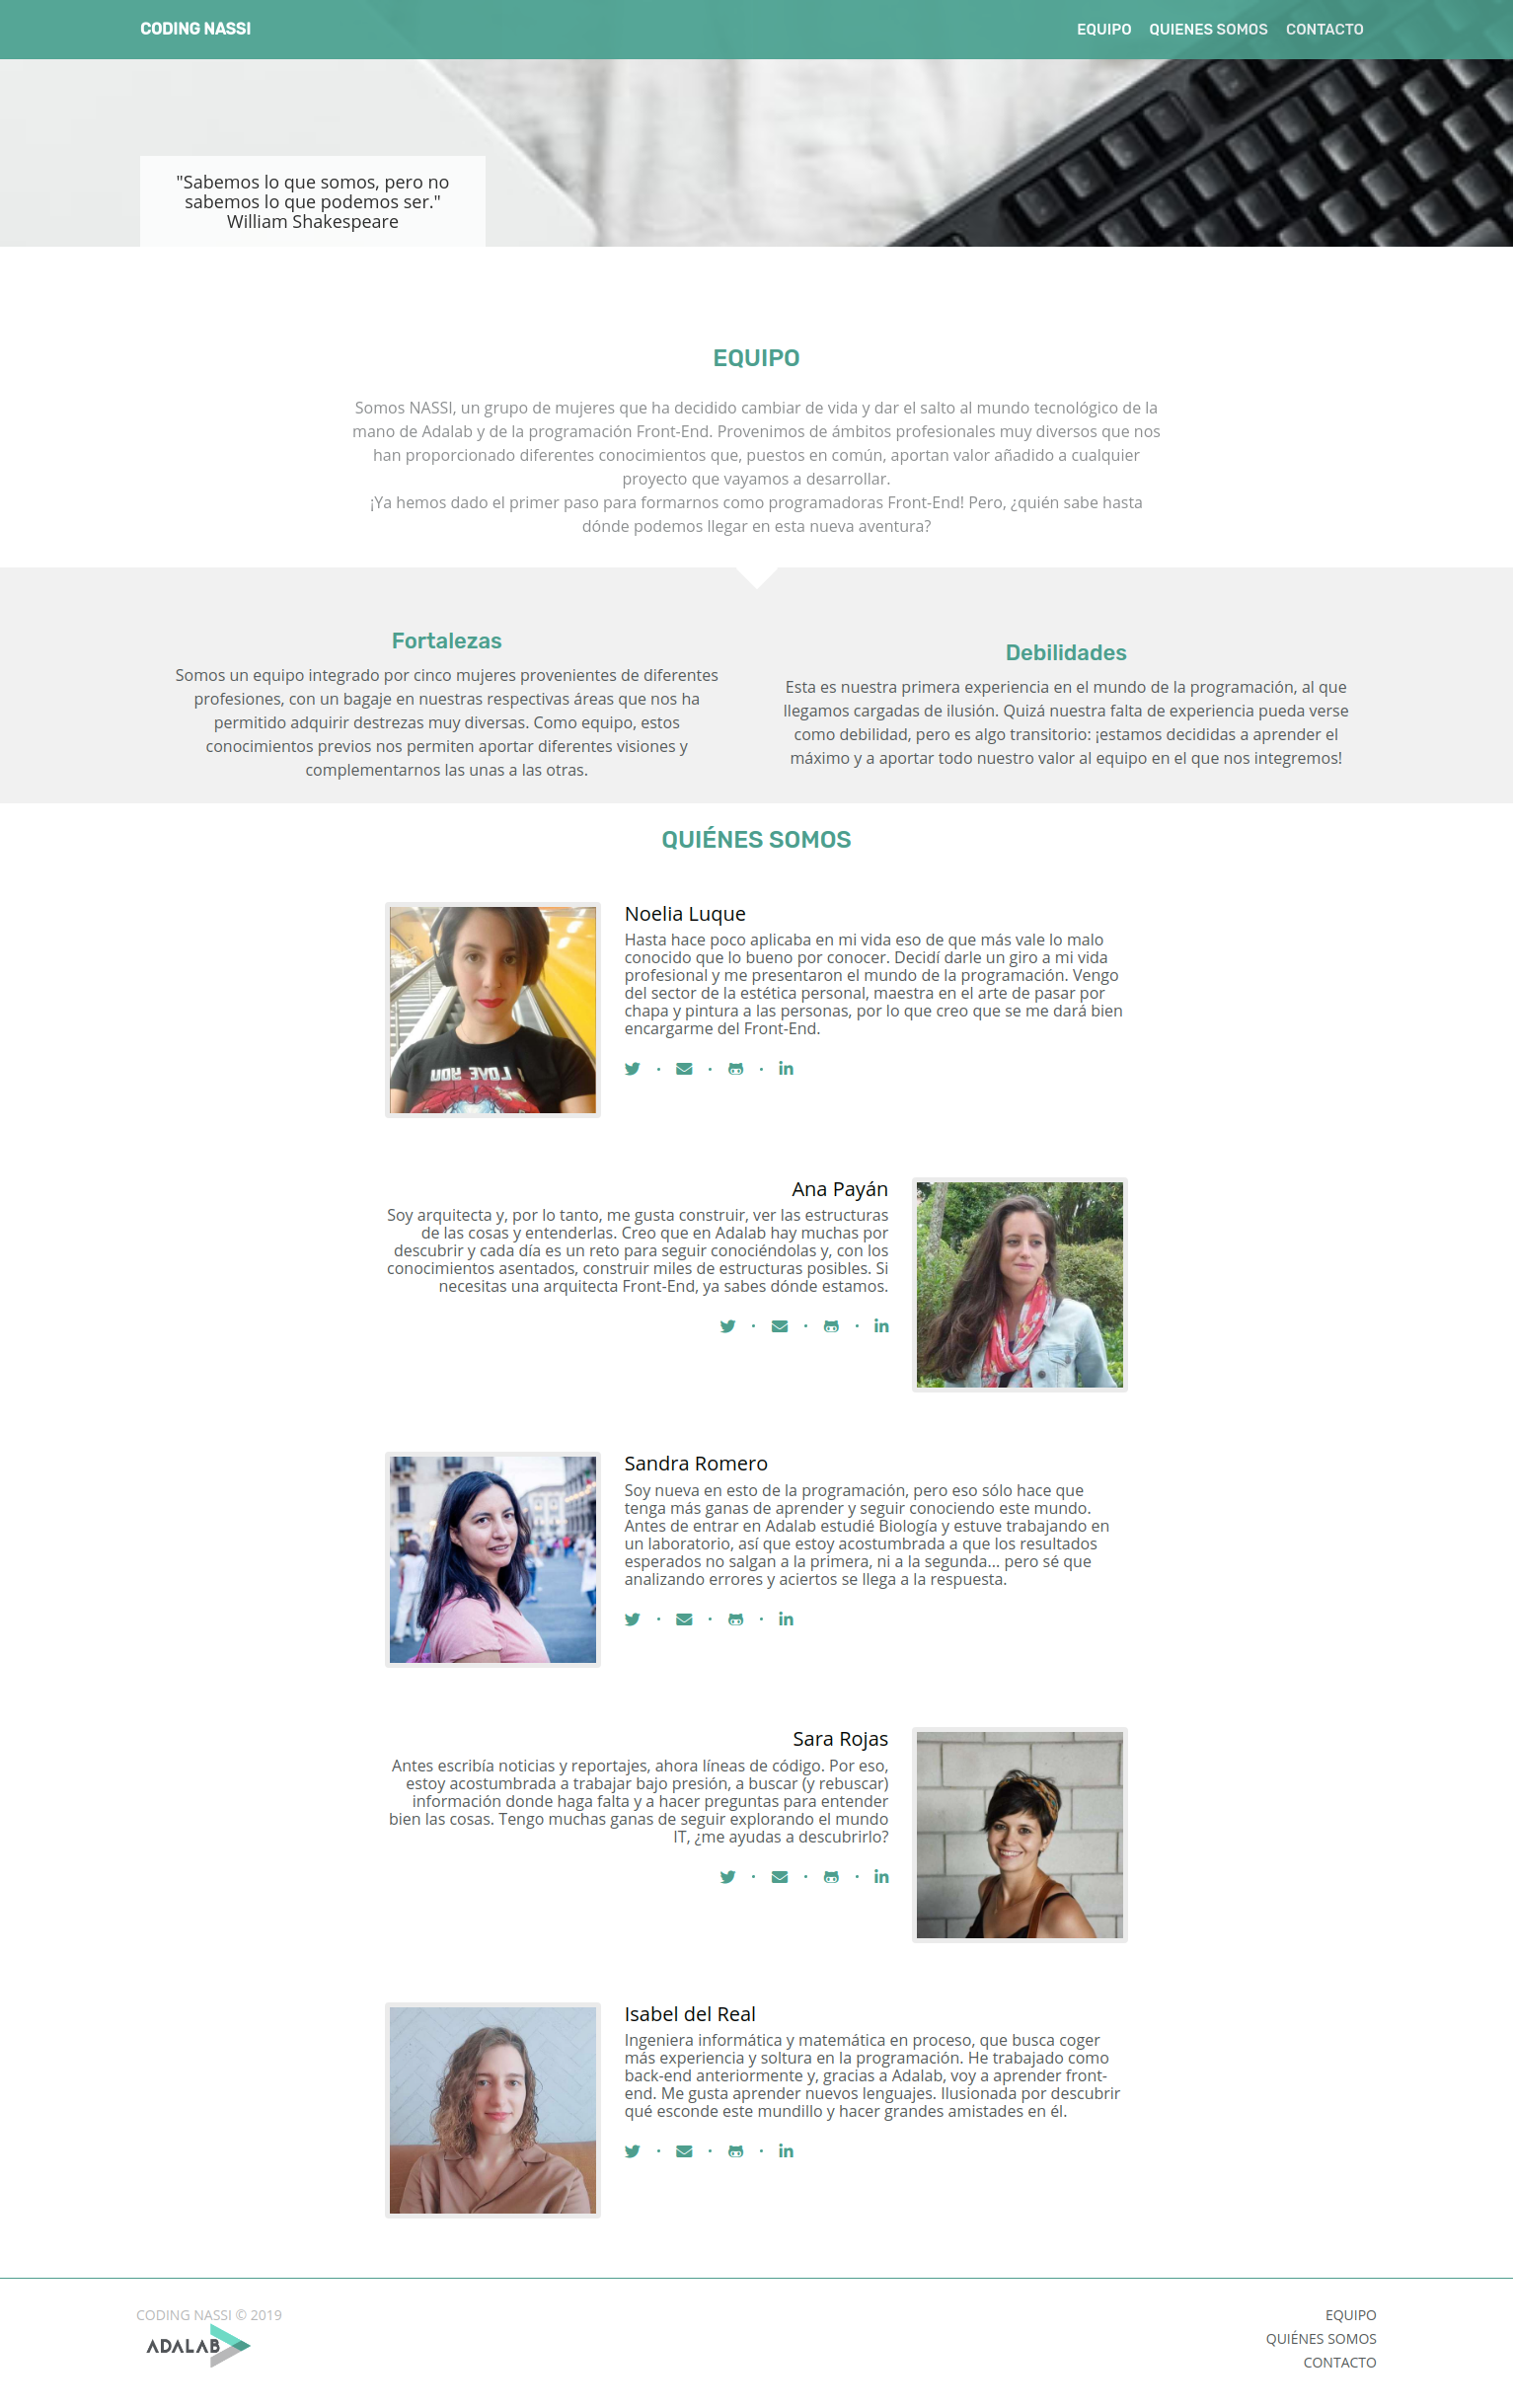 CODING NASSI
EQUIPO QUIENES SOMOS CONTACTO
"Sabemos lo que somos, pero no
sabemos lo que podemos ser."
William Shakespeare
EQUIPO
Somos NASSI, un grupo de mujeres que ha decidido cambiar de vida y dar el salto al mundo tecnológico de la
mano de Adalab y de la programación Front-End. Provenimos de ámbitos profesionales muy diversos que nos
han proporcionado diferentes conocimientos que, puestos en común, aportan valor añadido a cualquier
proyecto que vayamos a desarrollar.
¡Ya hemos dado el primer paso para formarnos como programadoras Front-End! Pero, ¿quién sabe hasta
dónde podemos llegar en esta nueva aventura?
Fortalezas
Somos un equipo integrado por cinco mujeres provenientes de diferentes
profesiones, con un bagaje en nuestras respectivas áreas que nos ha
permitido adquirir destrezas muy diversas. Como equipo, estos
conocimientos previos nos permiten aportar diferentes visiones y
complementarnos las unas a las otras.
Debilidades
Esta es nuestra primera experiencia en el mundo de la programación, al que
llegamos cargadas de ilusión. Quizá nuestra falta de experiencia pueda verse
como debilidad, pero es algo transitorio: ¡estamos decididas a aprender el
máximo y a aportar todo nuestro valor al equipo en el que nos integremos!
QUIÉNES SOMOS
Noelia Luque
Hasta hace poco aplicaba en mi vida eso de que más vale lo malo
conocido que lo bueno por conocer. Decidí darle un giro a mi vida
profesional y me presentaron el mundo de la programación. Vengo
del sector de la estética personal, maestra en el arte de pasar por
chapa y pintura a las personas, por lo que creo que se me dará bien
encargarme del Front-End.
I LOVE YOU
Ana Payán
Soy arquitecta y, por lo tanto, me gusta construir, ver las estructuras
de las cosas y entenderlas. Creo que en Adalab hay muchas por
descubrir y cada día es un reto para seguir conociéndolas y, con los
conocimientos asentados, construir miles de estructuras posibles. Si
necesitas una arquitecta Front-End, ya sabes dónde estamos.
Sandra Romero
Soy nueva en esto de la programación, pero eso sólo hace que
tenga más ganas de aprender y seguir conociendo este mundo.
Antes de entrar en Adalab estudié Biología y estuve trabajando en
un laboratorio, así que estoy acostumbrada a que los resultados
esperados no salgan a la primera, ni a la segunda... pero sé que
analizando errores y aciertos se llega a la respuesta.
Sara Rojas
Antes escribía noticias y reportajes, ahora líneas de código. Por eso,
estoy acostumbrada a trabajar bajo presión, a buscar (y rebuscar)
información donde haga falta y a hacer preguntas para entender
bien las cosas. Tengo muchas ganas de seguir explorando el mundo
IT, ¿me ayudas a descubrirlo?
Isabel del Real
Ingeniera informática y matemática en proceso, que busca coger
más experiencia y soltura en la programación. He trabajado como
back-end anteriormente y, gracias a Adalab, voy a aprender front-
end. Me gusta aprender nuevos lenguajes. Ilusionada por descubrir
qué esconde este mundillo y hacer grandes amistades en él.
CODING NASSI © 2019
ADALAB
EQUIPO
QUIÉNES SOMOS
CONTACTO